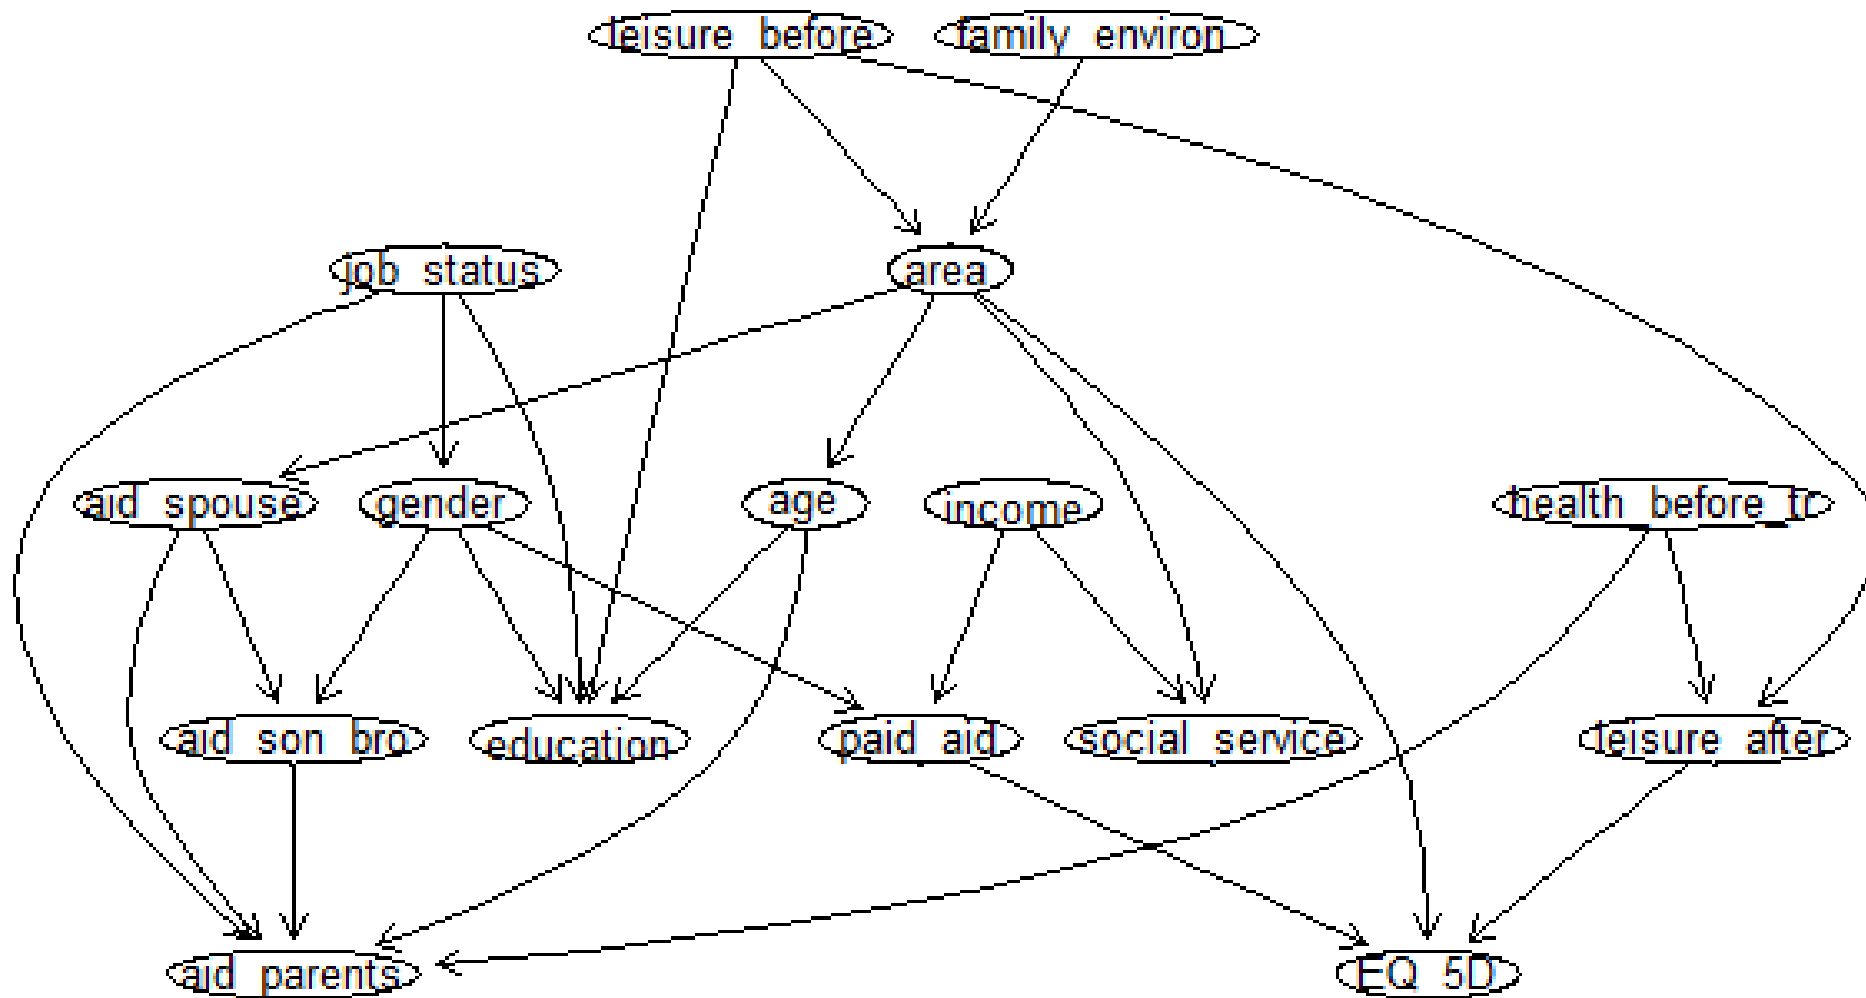 leisure_before
family_environ
job_status
area
aid_spouse
gender
age
income
health_before_tr
aid_son_bro
education
paid_aid
social_service
leisure_after
aid_parents
EQ_5D